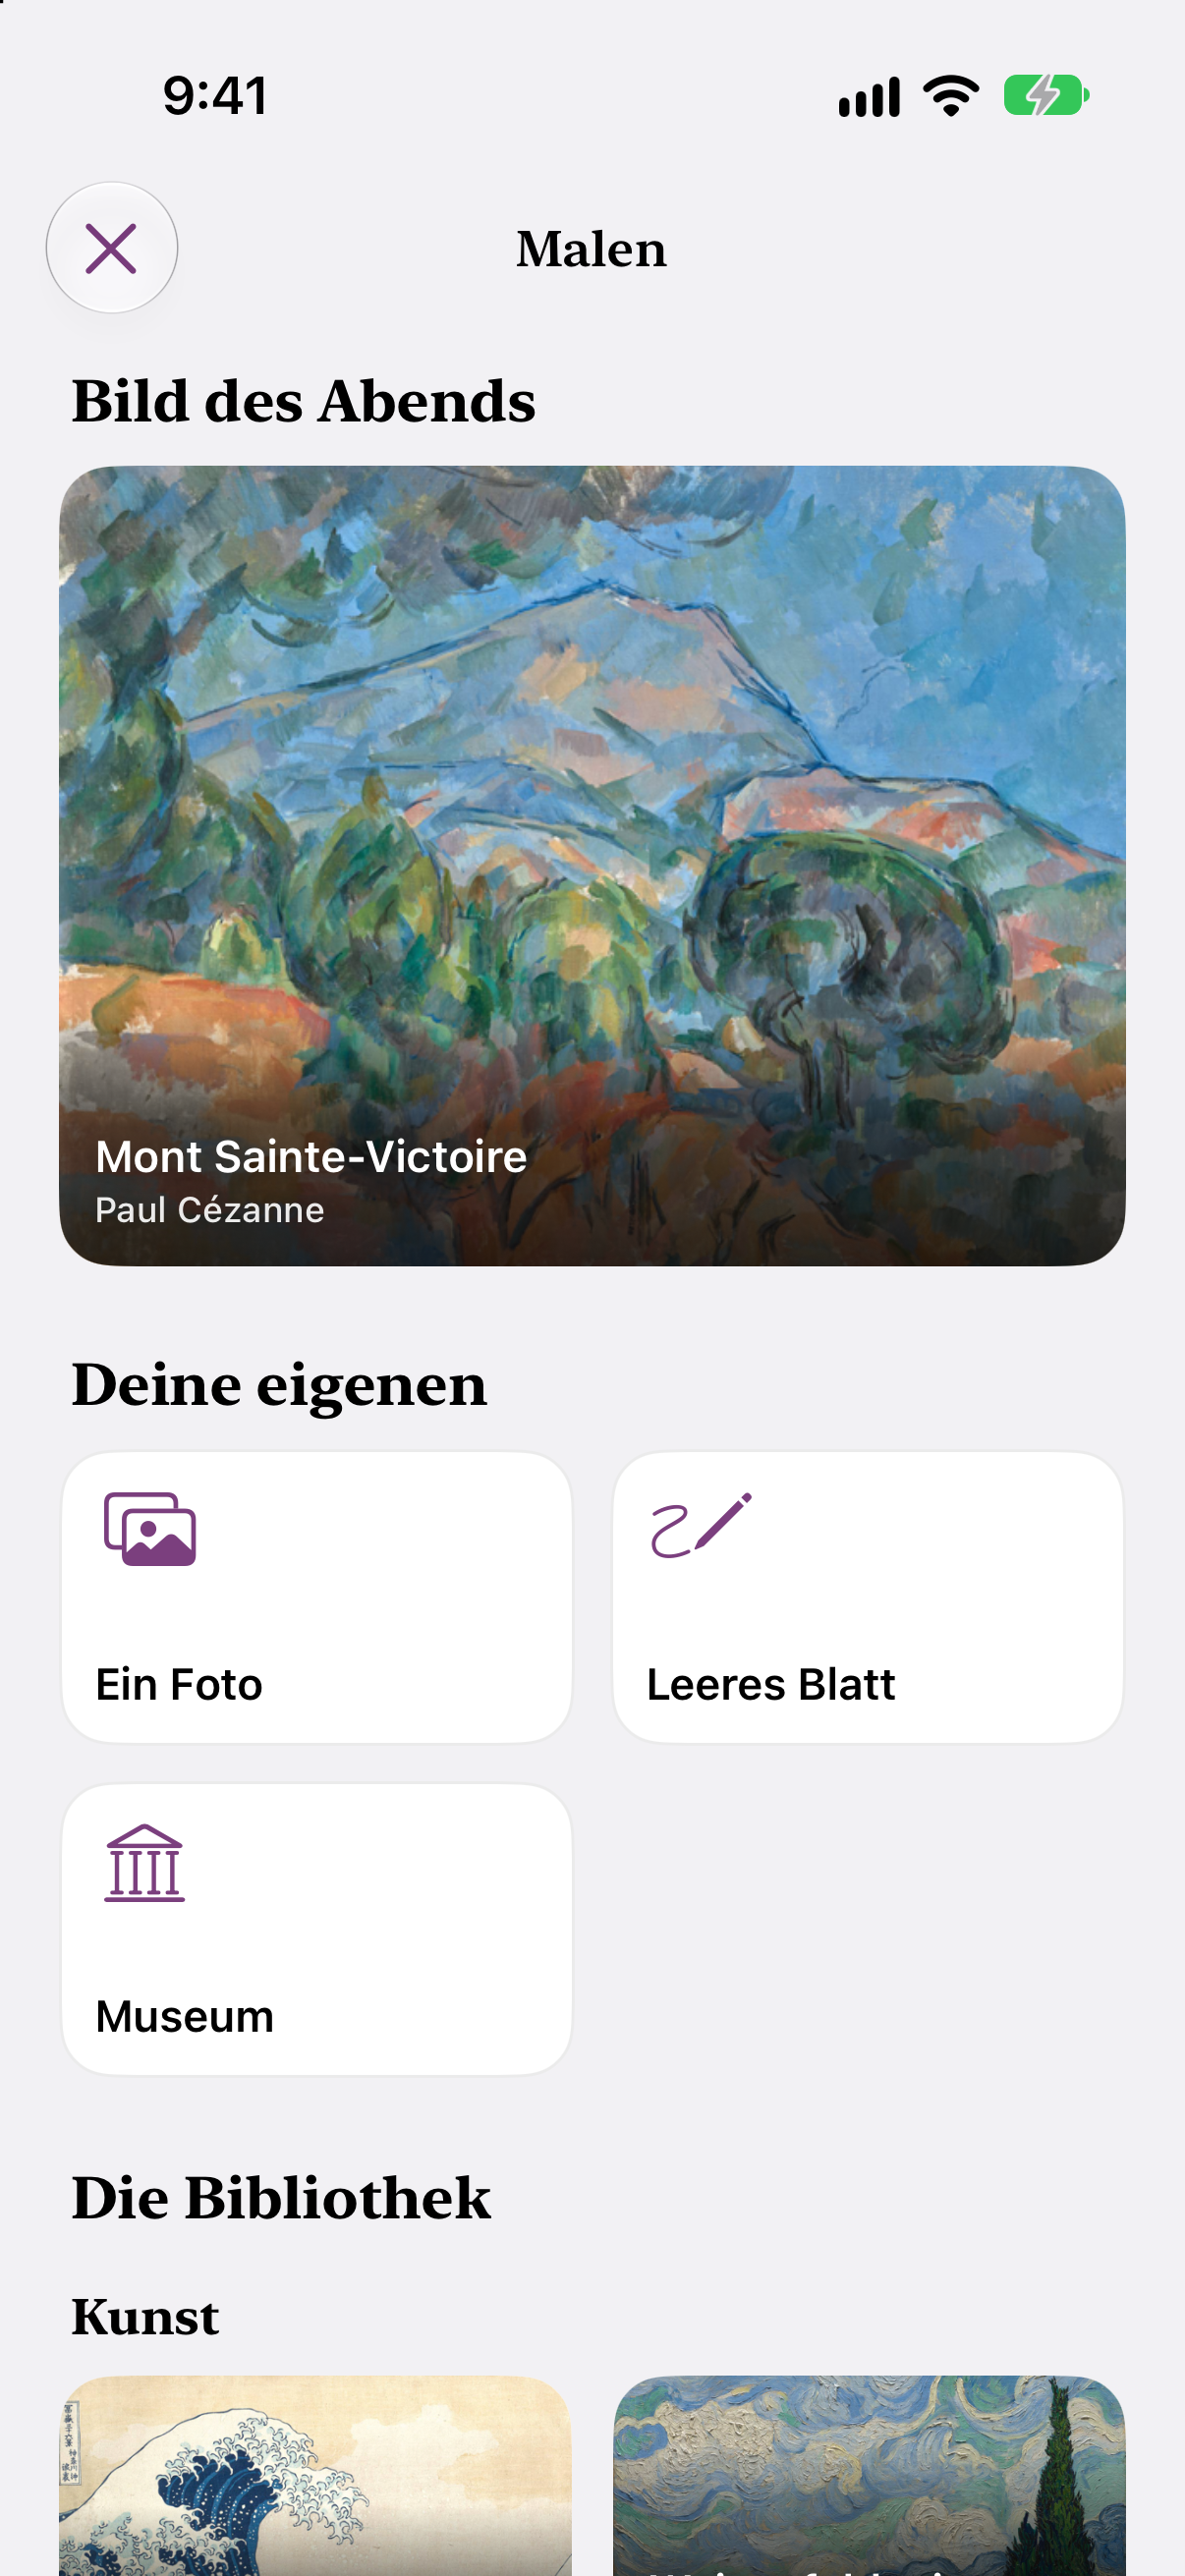 9:41
Malen
Bild des Abends
Mont Sainte-Victoire
Paul Cézanne
Deine eigenen
Ein Foto
Leeres Blatt
Museum
Die Bibliothek
Kunst